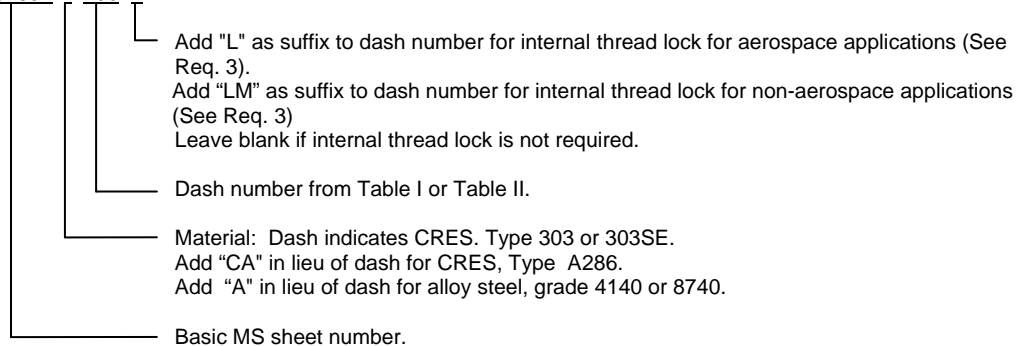 Add "L" as suffix to dash number for internal thread lock for aerospace applications (See
Req. 3).
Add “LM” as suffix to dash number for internal thread lock for non-aerospace applications
(See Req. 3)
Leave blank if internal thread lock is not required.
Dash number from Table I or Table II.
Material: Dash indicates CRES. Type 303 or 303SE.
Add “CA" in lieu of dash for CRES, Type A286.
Add “A" in lieu of dash for alloy steel, grade 4140 or 8740.
Basic MS sheet number.